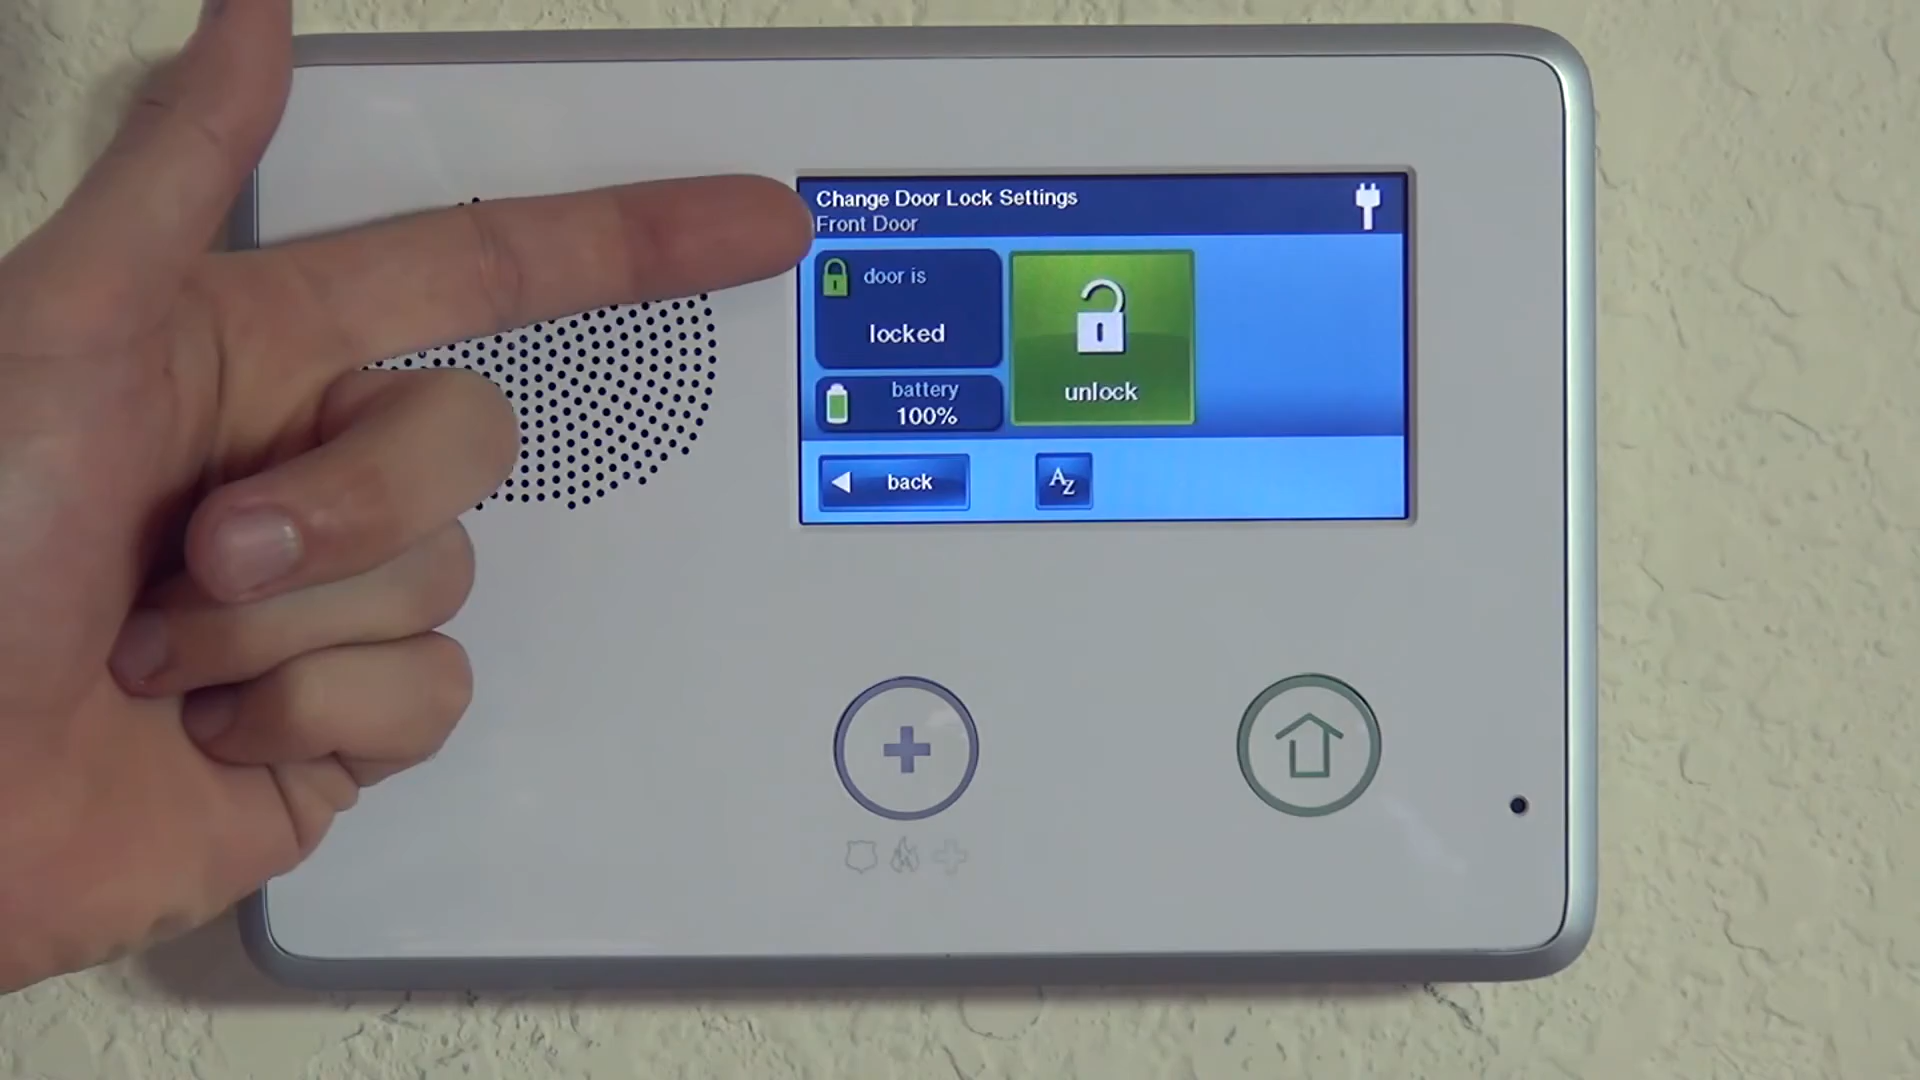 Change Door Lock Settings
Front Door
door is
locked
battery
100%
unlock
back
AZ